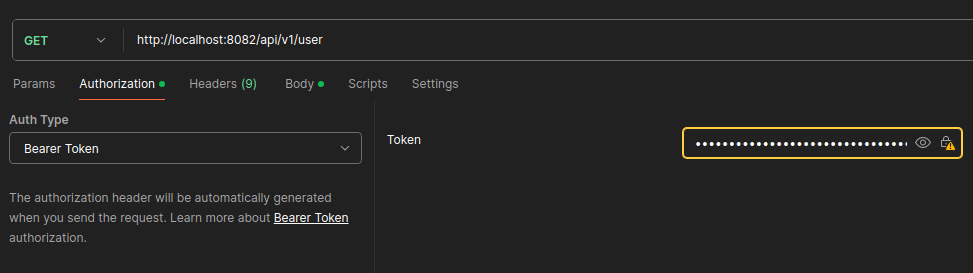 GET http://localhost:8082/api/v1/user
Params Authorization Headers (9) Body Scripts Settings
Auth Type
Bearer Token
The authorization header will be automatically generated
when you send the request. Learn more about Bearer Token
authorization.
Token